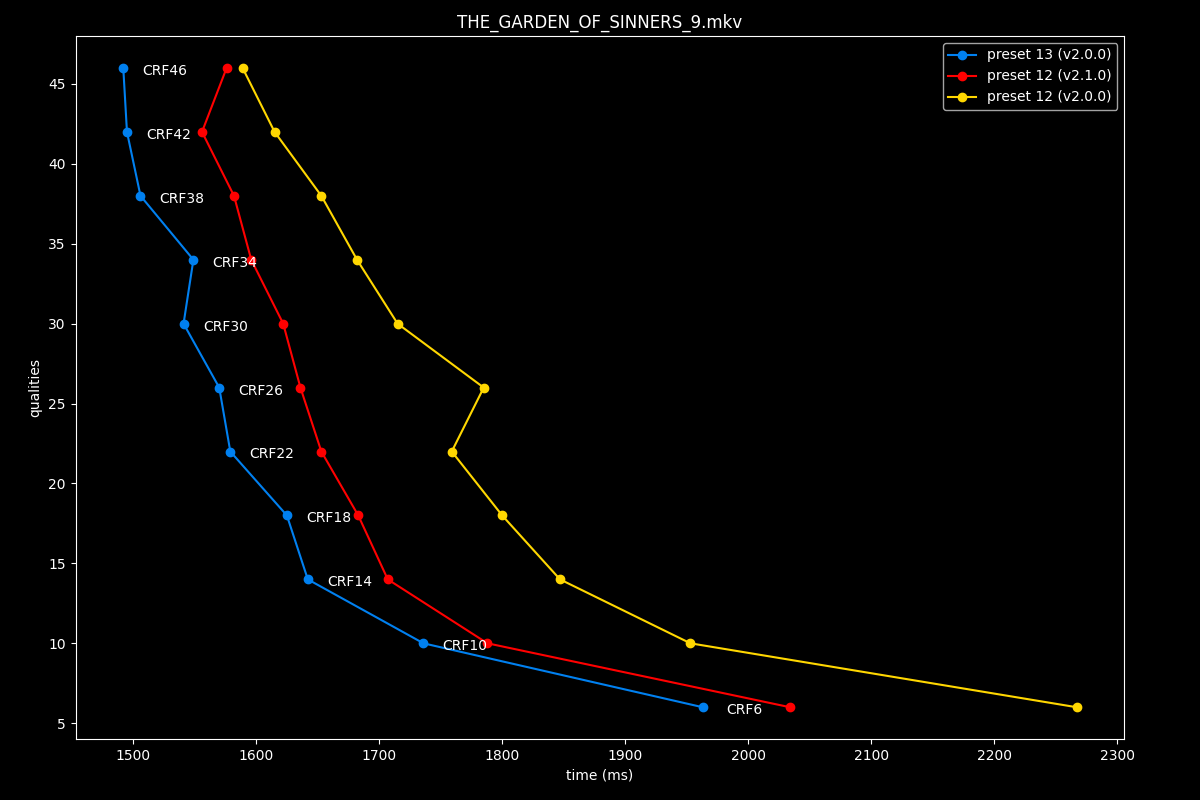 THE_GARDEN_OF_SINNERS_9.mkv
preset 13 (v2.0.0)
preset 12 (v2.1.0)
preset 12 (v2.0.0)
45
40
35
30
25
20
15
10
5
qualities
CRF46
CRF42
CRF38
CRF34
CRF30
CRF26
CRF22
CRF18
CRF14
CRF10
CRF6
1500 1600 1700 1800 1900 2000 2100 2200 2300
time (ms)